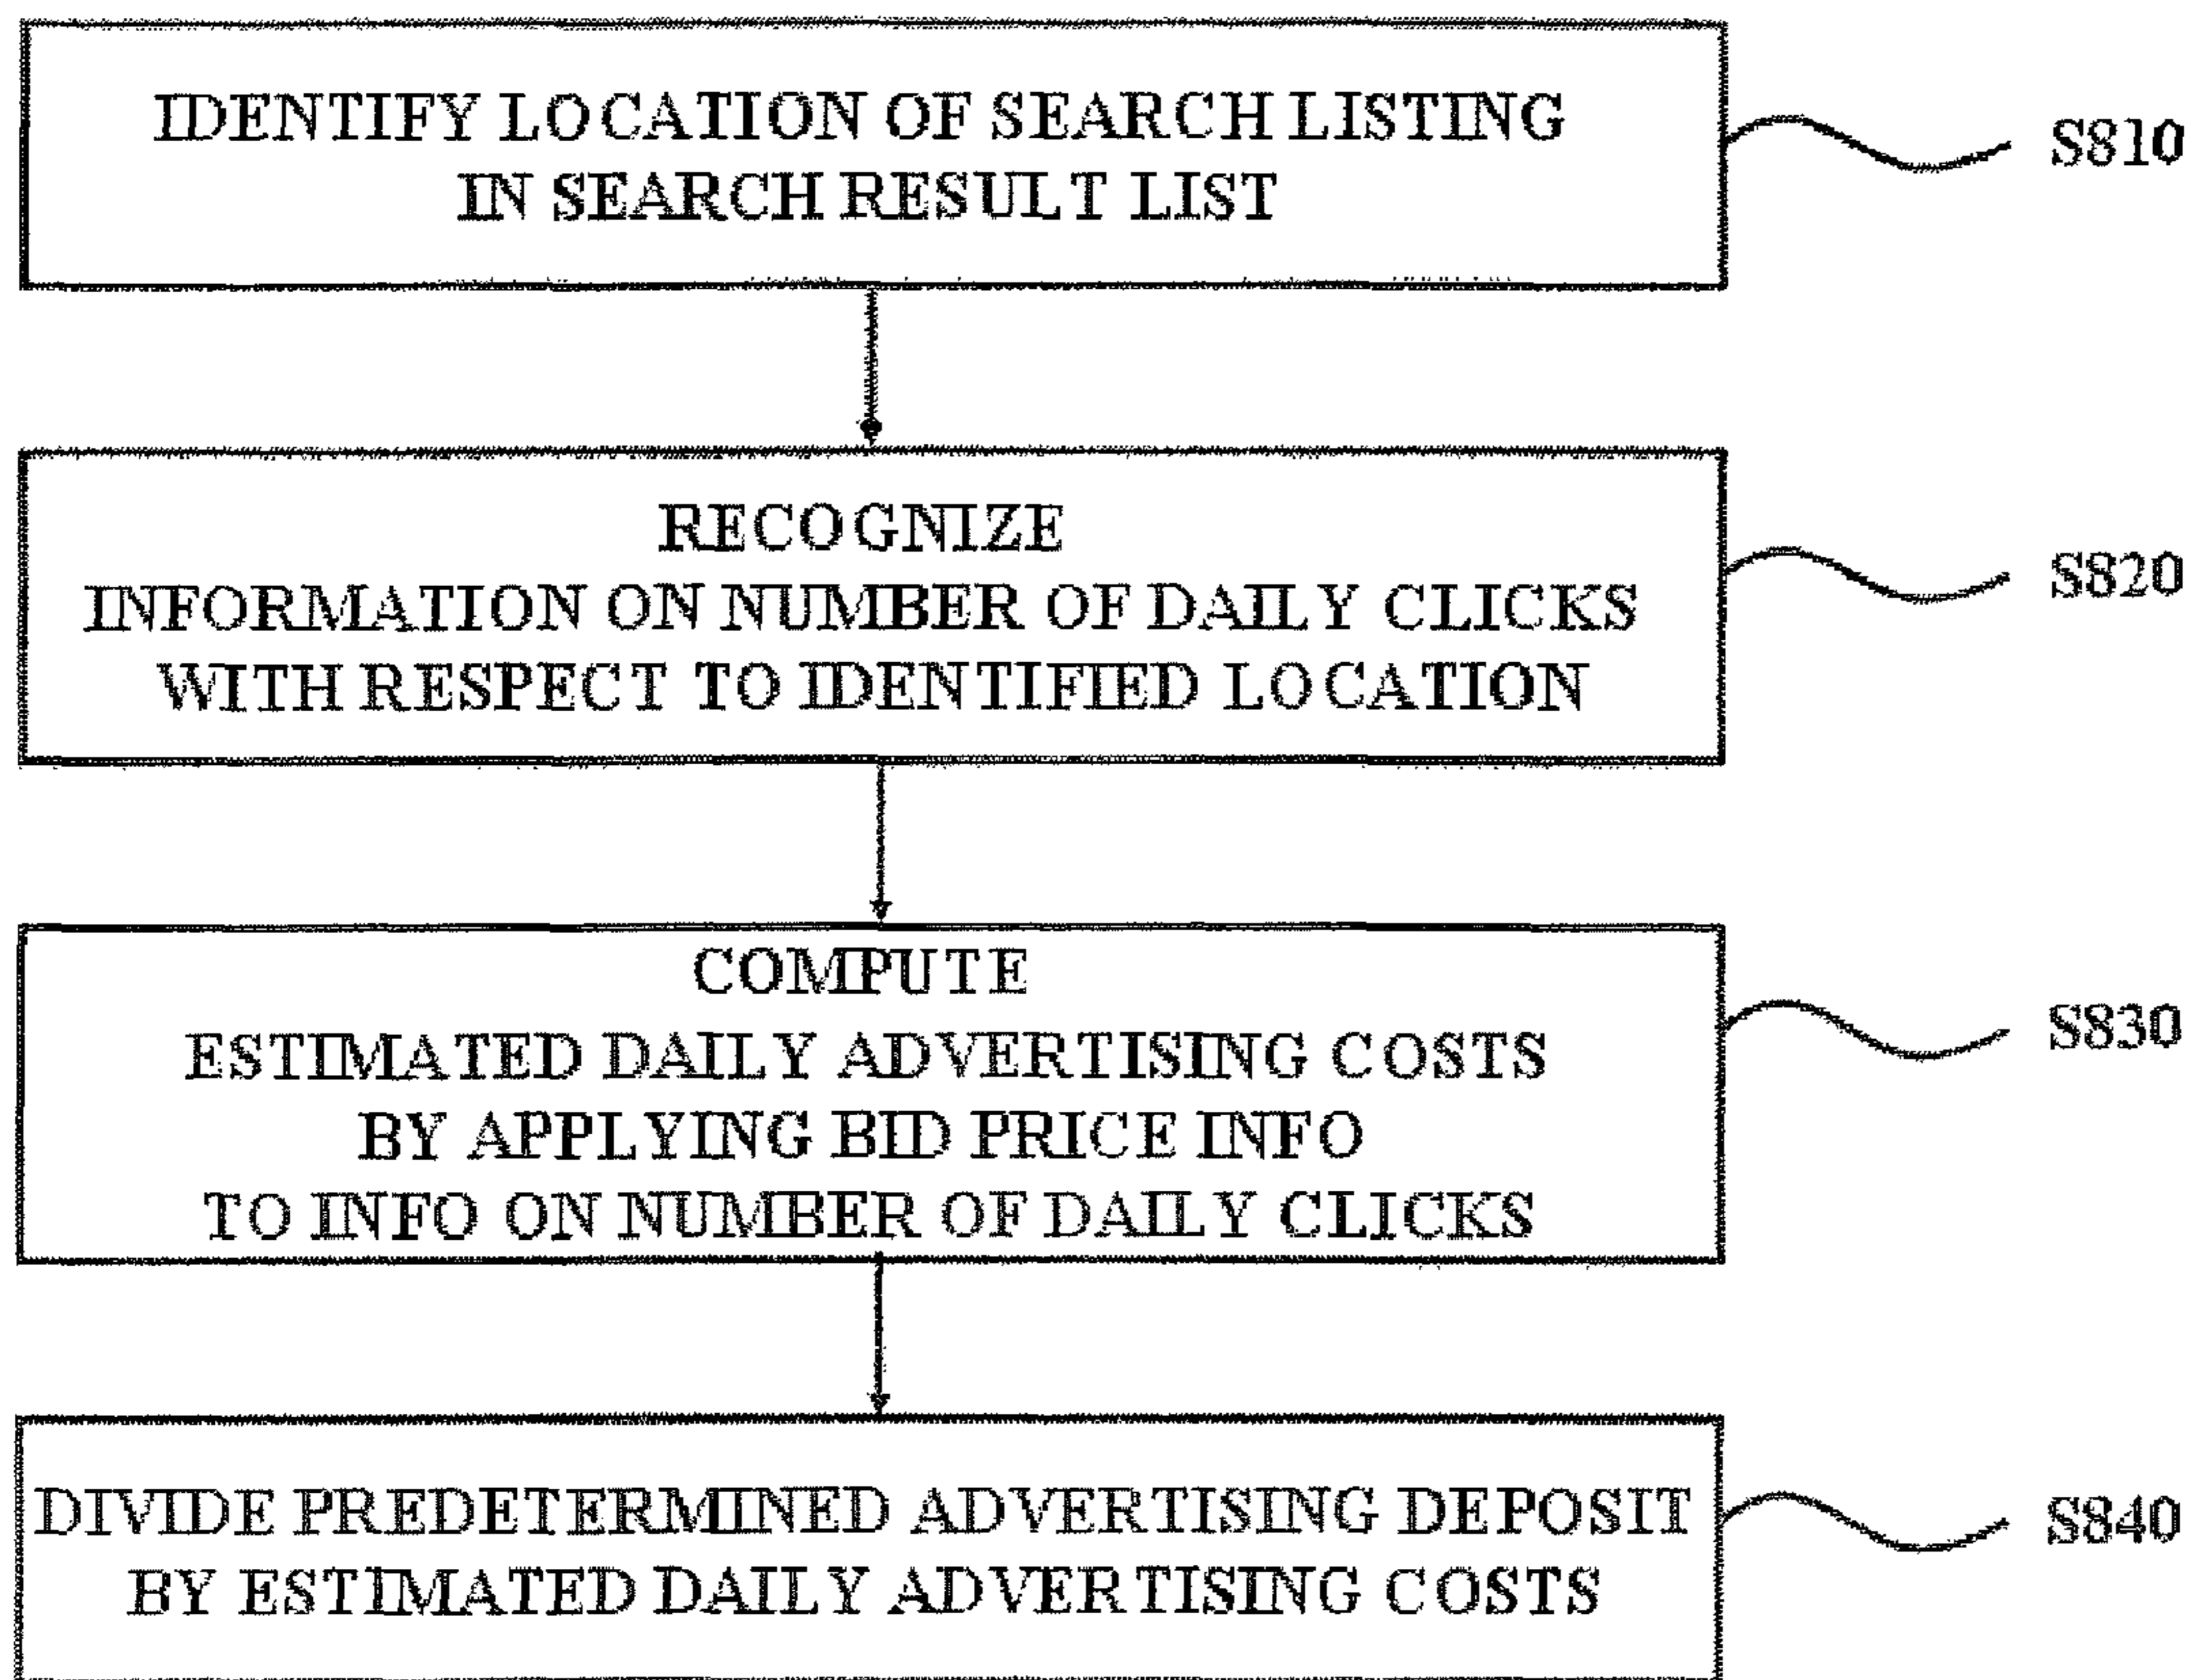 IDENTIFY LOCATION OF SEARCH LISTING
IN SEARCH RESULT LIST
S810
RECOGNIZE
INFORMATION ON NUMBER OF DAILY CLICKS
WITH RESPECT TO IDENTIFIED LOCATION
S820
COMPUTE
ESTIMATED DAILY ADVERTISING COSTS
BY APPLYING BID PRICE INFO
TO INFO ON NUMBER OF DAILY CLICKS
S830
DIVIDE PREDETERMINED ADVERTISING DEPOSIT
BY ESTIMATED DAILY ADVERTISING COSTS
S840